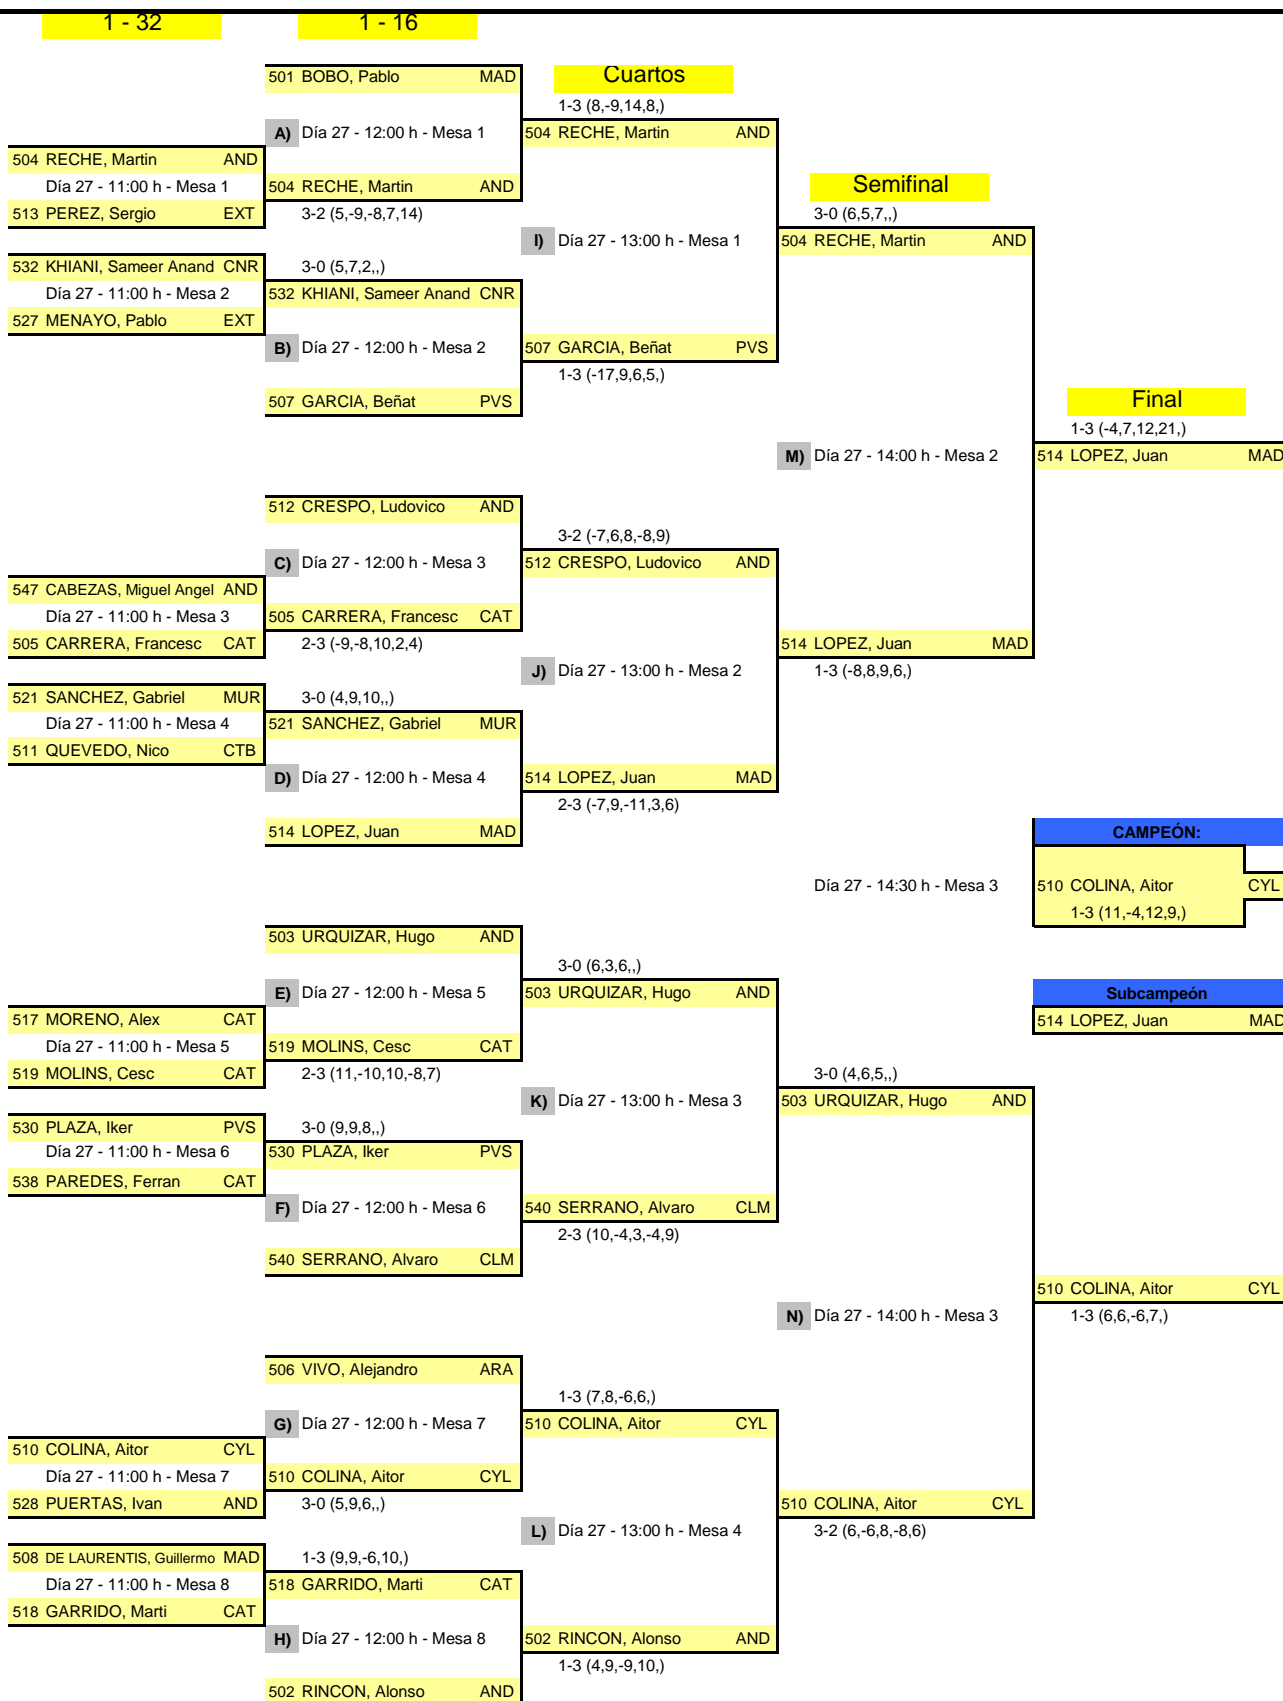 1 - 32 1 - 16
501 BOBO, Pablo MAD Cuartos
1-3 (8,-9,14,8,)
A) Día 27 - 12:00 h - Mesa 1 504 RECHE, Martin AND
504 RECHE, Martin AND
Día 27 - 11:00 h - Mesa 1 504 RECHE, Martin AND Semifinal
513 PEREZ, Sergio EXT 3-2 (5,-9,-8,7,14) 3-0 (6,5,7,,)
I) Día 27 - 13:00 h - Mesa 1 504 RECHE, Martin AND
532 KHIANI, Sameer Anand CNR 3-0 (5,7,2,,)
Día 27 - 11:00 h - Mesa 2 532 KHIANI, Sameer Anand CNR
527 MENAYO, Pablo EXT
B) Día 27 - 12:00 h - Mesa 2 507 GARCIA, Beñat PVS
1-3 (-17,9,6,5,)
507 GARCIA, Beñat PVS Final
1-3 (-4,7,12,21,)
M) Día 27 - 14:00 h - Mesa 2 514 LOPEZ, Juan MAD
512 CRESPO, Ludovico AND
3-2 (-7,6,8,-8,9)
C) Día 27 - 12:00 h - Mesa 3 512 CRESPO, Ludovico AND
547 CABEZAS, Miguel Angel AND
Día 27 - 11:00 h - Mesa 3 505 CARRERA, Francesc CAT
505 CARRERA, Francesc CAT 2-3 (-9,-8,10,2,4) 514 LOPEZ, Juan MAD
J) Día 27 - 13:00 h - Mesa 2 1-3 (-8,8,9,6,)
521 SANCHEZ, Gabriel MUR 3-0 (4,9,10,,)
Día 27 - 11:00 h - Mesa 4 521 SANCHEZ, Gabriel MUR
511 QUEVEDO, Nico CTB
D) Día 27 - 12:00 h - Mesa 4 514 LOPEZ, Juan MAD
2-3 (-7,9,-11,3,6)
514 LOPEZ, Juan MAD CAMPEÓN:
Día 27 - 14:30 h - Mesa 3 510 COLINA, Aitor CYL
1-3 (11,-4,12,9,)
503 URQUIZAR, Hugo AND
3-0 (6,3,6,,)
E) Día 27 - 12:00 h - Mesa 5 503 URQUIZAR, Hugo AND Subcampeón
517 MORENO, Alex CAT 514 LOPEZ, Juan MAD
Día 27 - 11:00 h - Mesa 5 519 MOLINS, Cesc CAT
519 MOLINS, Cesc CAT 2-3 (11,-10,10,-8,7) 3-0 (4,6,5,,)
K) Día 27 - 13:00 h - Mesa 3 503 URQUIZAR, Hugo AND
530 PLAZA, Iker PVS 3-0 (9,9,8,,)
Día 27 - 11:00 h - Mesa 6 530 PLAZA, Iker PVS
538 PAREDES, Ferran CAT
F) Día 27 - 12:00 h - Mesa 6 540 SERRANO, Alvaro CLM
2-3 (10,-4,3,-4,9)
540 SERRANO, Alvaro CLM
510 COLINA, Aitor CYL
N) Día 27 - 14:00 h - Mesa 3 1-3 (6,6,-6,7,)
506 VIVO, Alejandro ARA
1-3 (7,8,-6,6,)
G) Día 27 - 12:00 h - Mesa 7 510 COLINA, Aitor CYL
510 COLINA, Aitor CYL
Día 27 - 11:00 h - Mesa 7 510 COLINA, Aitor CYL
528 PUERTAS, Ivan AND 3-0 (5,9,6,,) 510 COLINA, Aitor CYL
L) Día 27 - 13:00 h - Mesa 4 3-2 (6,-6,8,-8,6)
508 DE LAURENTIS, Guillermo MAD 1-3 (9,9,-6,10,)
Día 27 - 11:00 h - Mesa 8 518 GARRIDO, Marti CAT
518 GARRIDO, Marti CAT
H) Día 27 - 12:00 h - Mesa 8 502 RINCON, Alonso AND
1-3 (4,9,-9,10,)
502 RINCON, Alonso AND